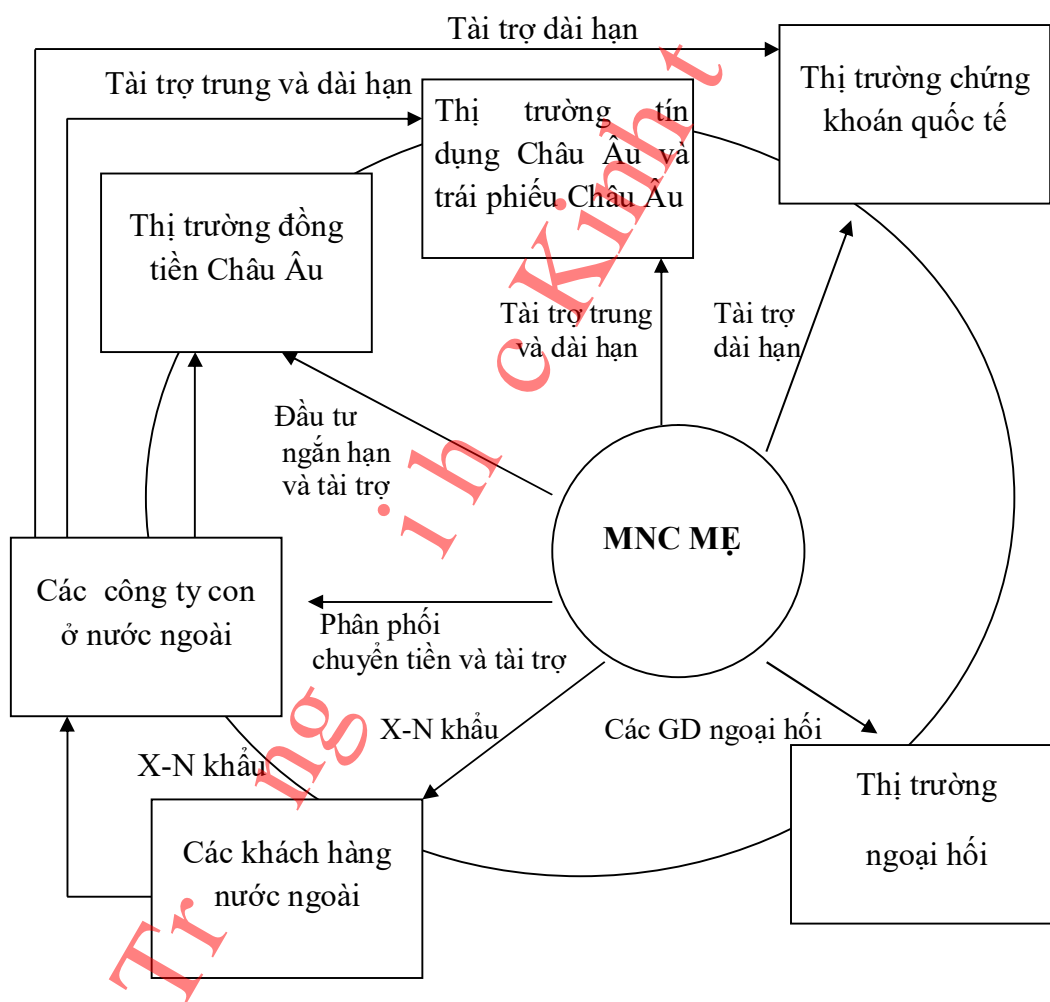 Tài trợ dài hạn
Thị trường chứng
khoán quốc tế
Tài trợ trung và dài hạn
Thị trường tín
dụng Châu Âu và
trái phiếu Châu Âu
Thị trường đồng
tiền Châu Âu
Tài trợ trung
và dài hạn
Tài trợ
dài hạn
Đầu tư
ngắn hạn
và tài trợ
MNC MẸ
Các công ty con
ở nước ngoài
Phân phối
chuyển tiền và tài trợ
X-N khẩu
Các GD ngoại hối
X-N khẩu
Thị trường
ngoại hối
Các khách hàng
nước ngoài
Tr ng i h c Kinh t